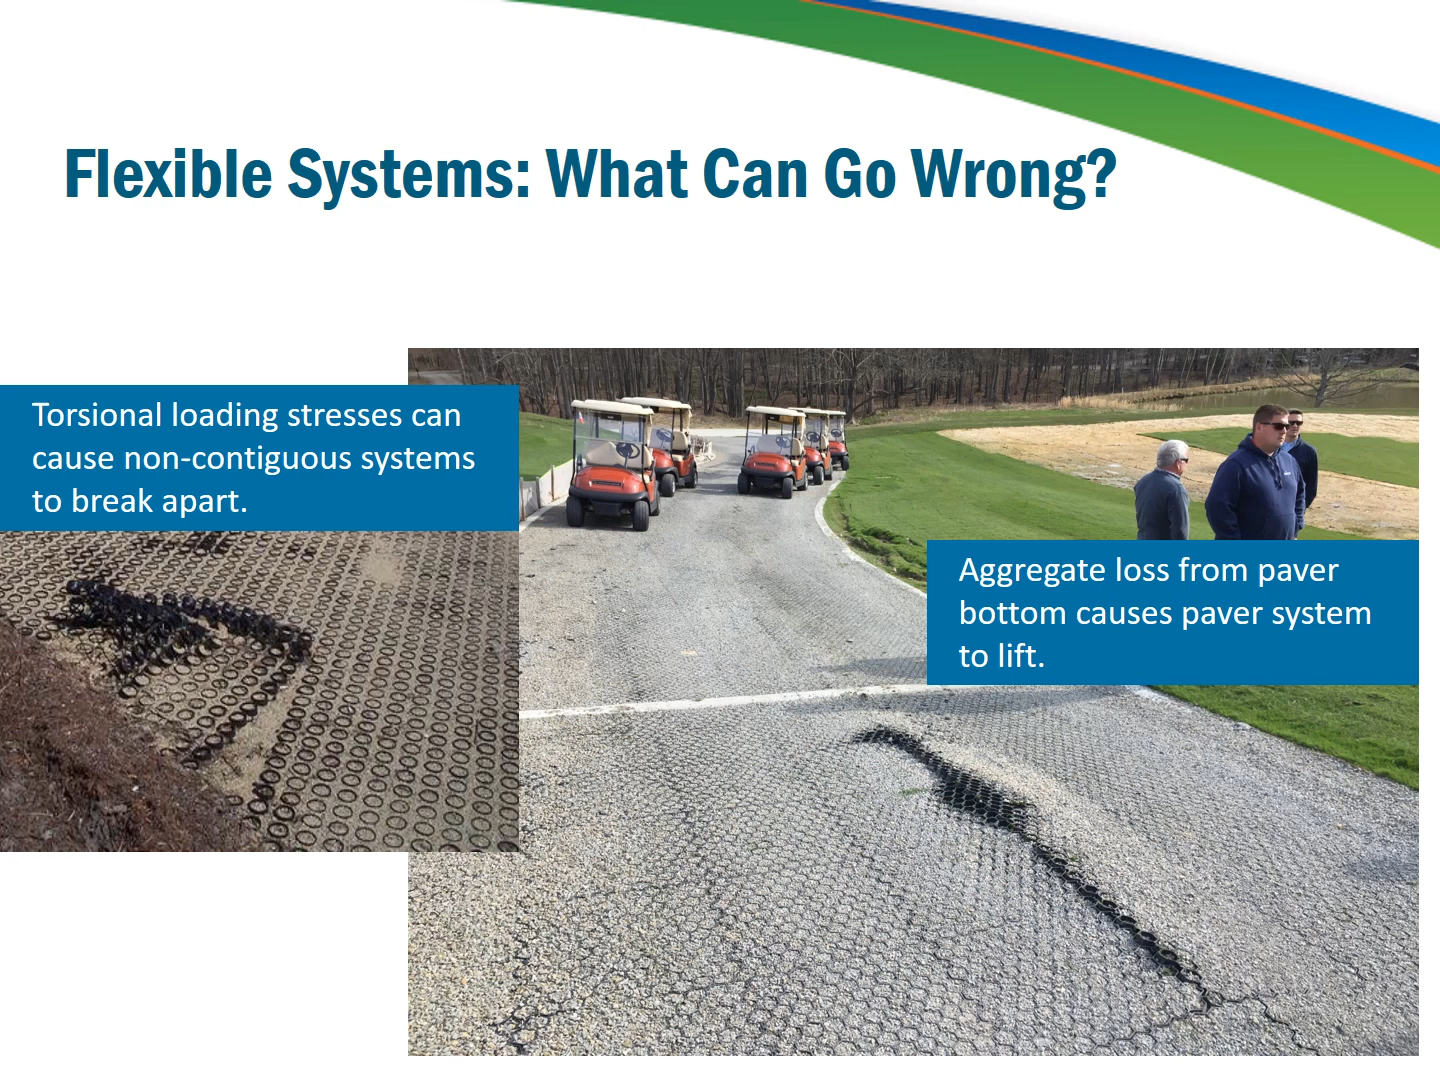 Flexible Systems: What Can Go Wrong?
Torsional loading stresses can
cause non-contiguous systems
to break apart.
Aggregate loss from paver
bottom causes paver system
to lift.